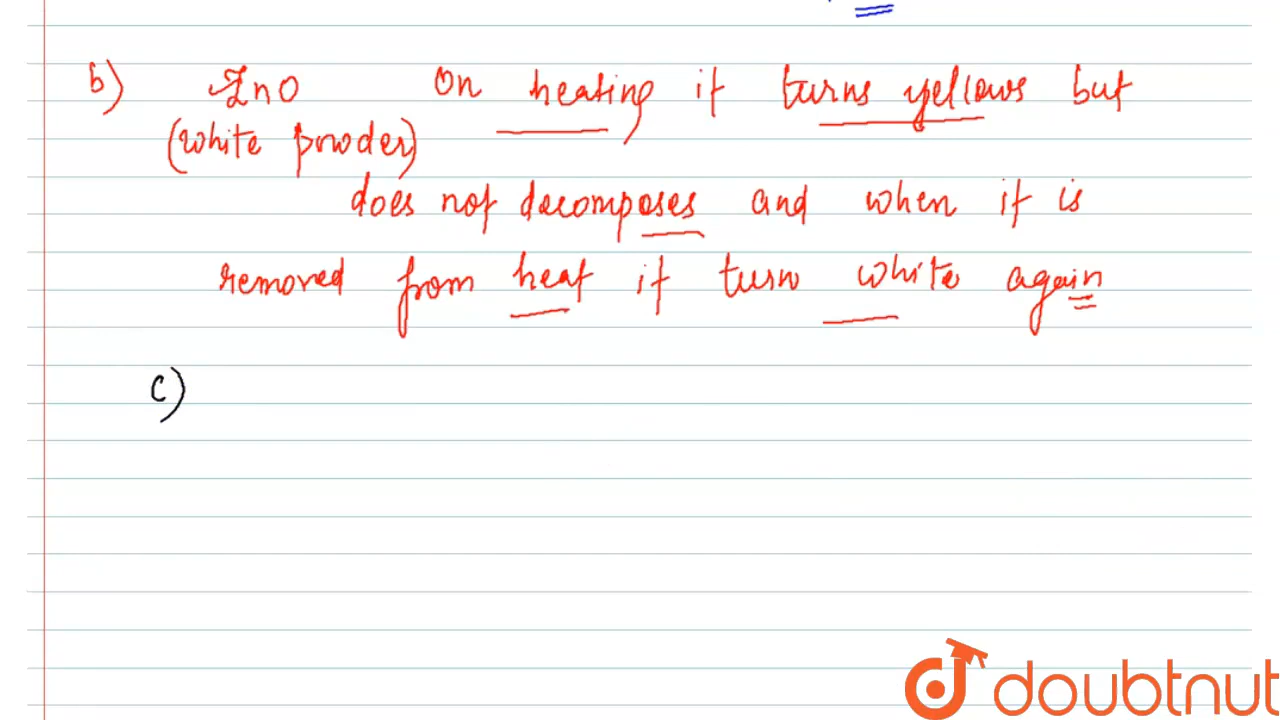 b) ZnO On heating it turns yellows but
(white powder)
does not decomposes and when it is
removed from heat it turn white again
c)
doubtnut